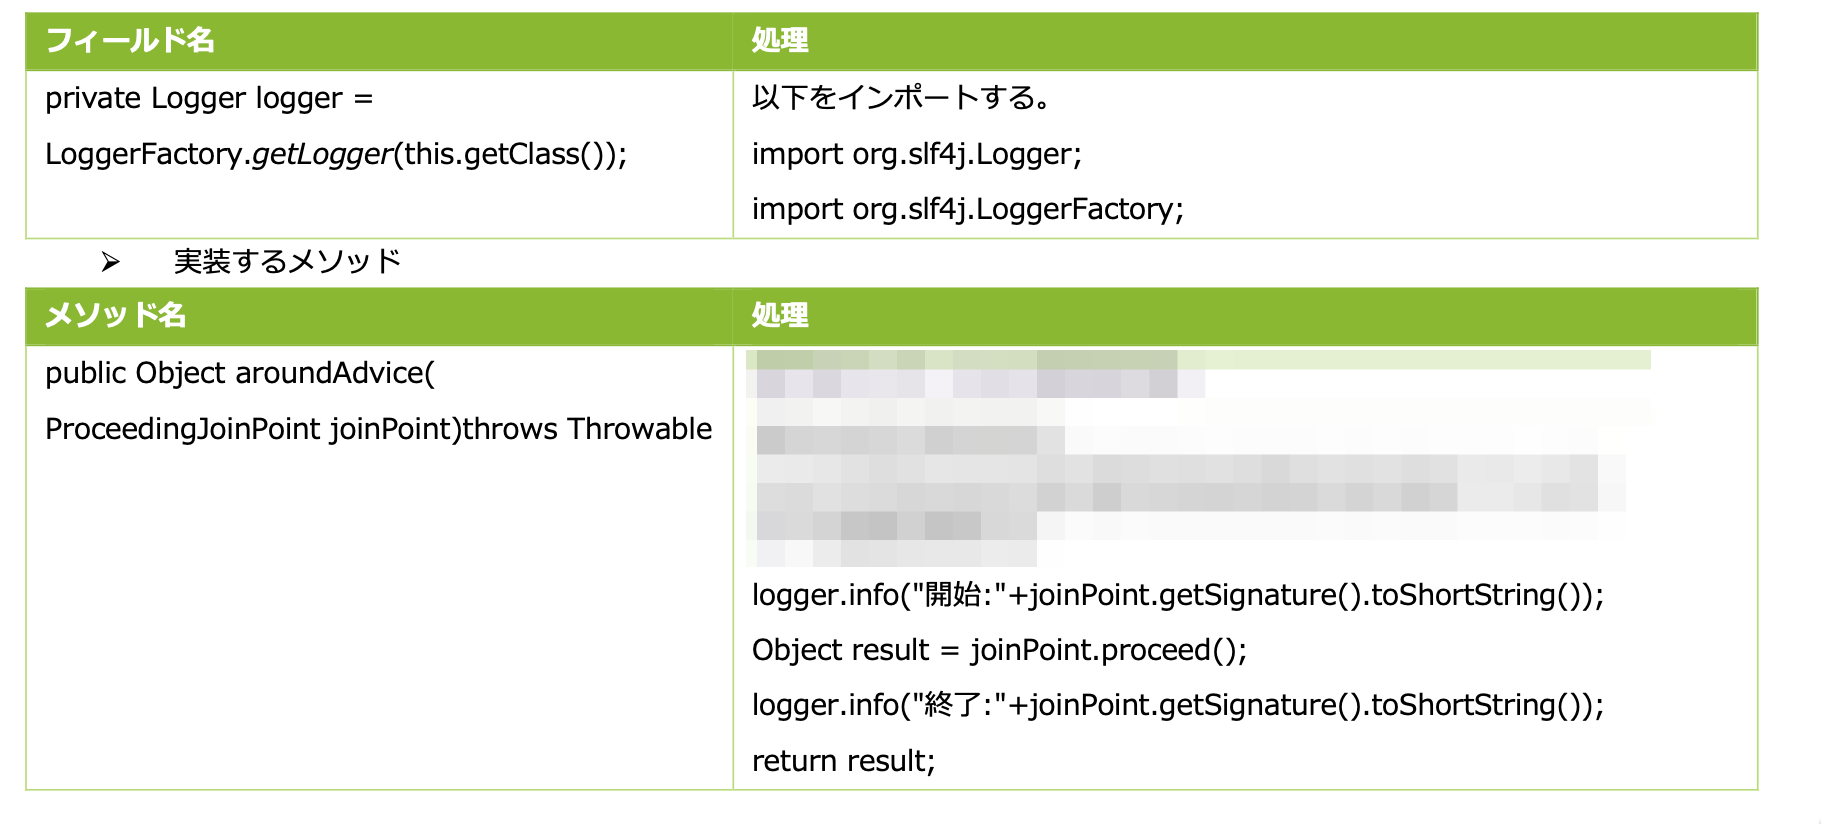 フィールド名 処理
private Logger logger = 以下をインポートする。
LoggerFactory.getLogger(this.getClass()); import org.slf4j.Logger;
import org.slf4j.LoggerFactory;
➢ 実装するメソッド
メソッド名 処理
public Object aroundAdvice(
ProceedingJoinPoint joinPoint)throws Throwable
logger.info("開始:"+joinPoint.getSignature().toShortString());
Object result = joinPoint.proceed();
logger.info("終了:"+joinPoint.getSignature().toShortString());
return result;